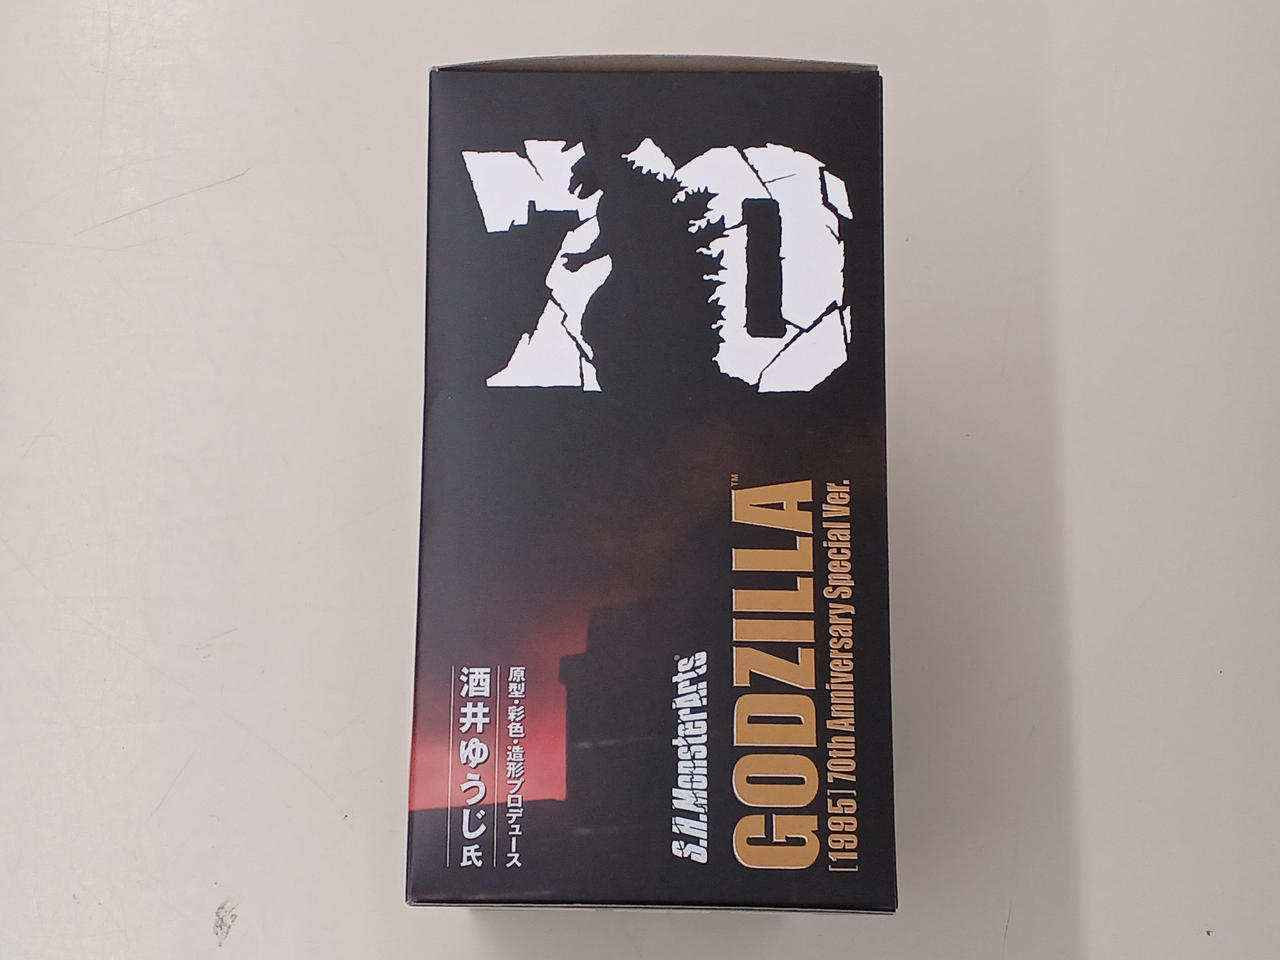 70
S.H.MonsterArts®
GODZILLA™
[1995] 70th Anniversary Special Ver.
原型・彩色・造形プロデュース
酒井ゆうじ 氏